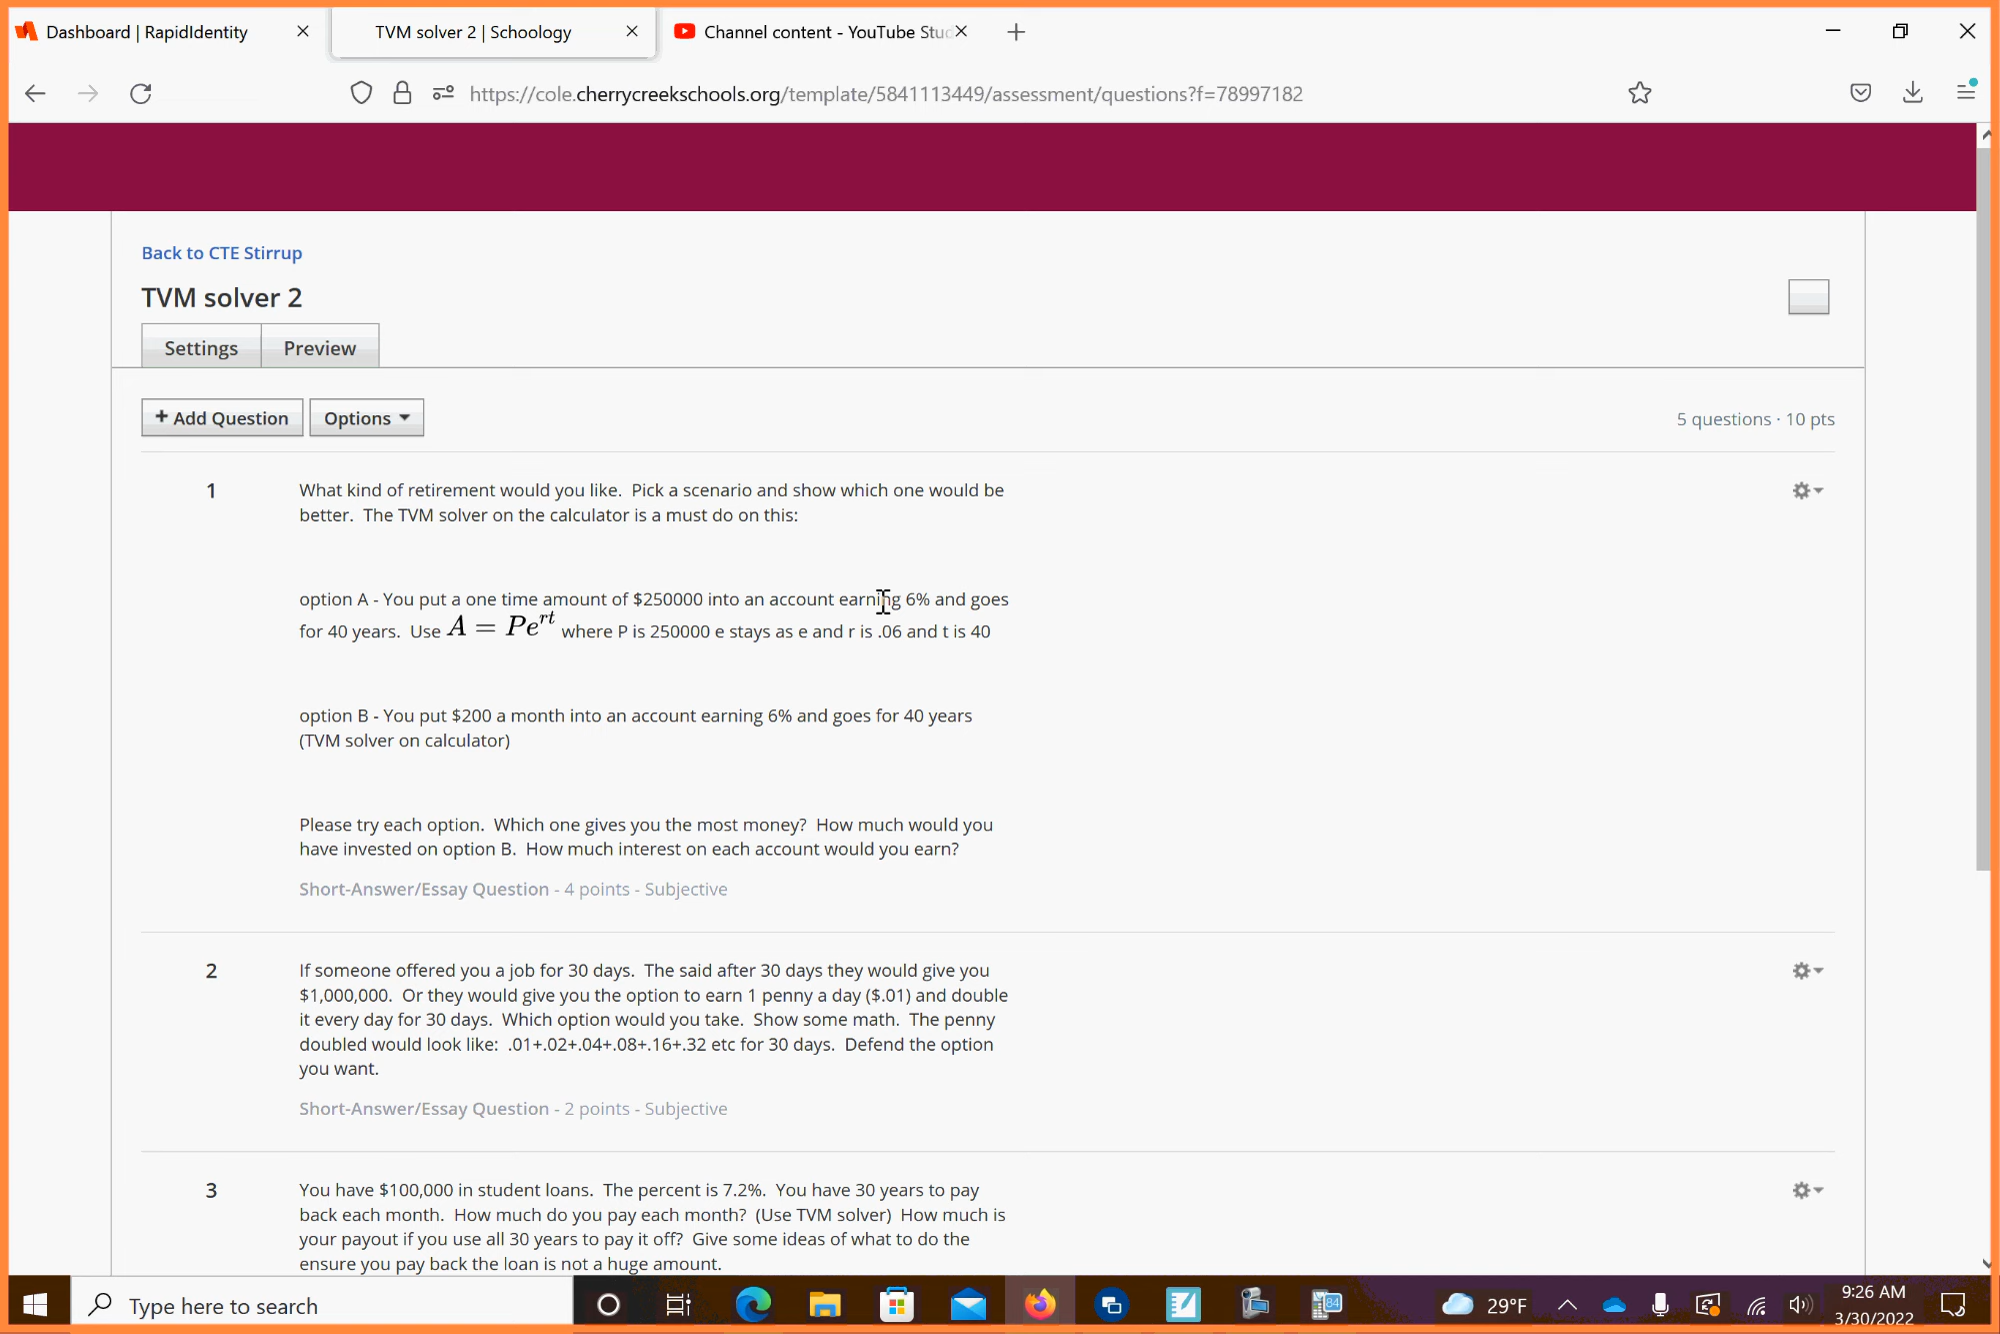 Dashboard | RapidIdentity
TVM solver 2 | Schoology
Channel content - YouTube Stud
https://cole.cherrycreekschools.org/template/5841113449/assessment/questions?f=78997182
Back to CTE Stirrup
TVM solver 2
Settings
Preview
+ Add Question
Options
5 questions · 10 pts
1
What kind of retirement would you like.  Pick a scenario and show which one would be
better.  The TVM solver on the calculator is a must do on this:
option A - You put a one time amount of $250000 into an account earning 6% and goes
for 40 years.  Use A = Pe^{rt} where P is 250000 e stays as e and r is .06 and t is 40
option B - You put $200 a month into an account earning 6% and goes for 40 years
(TVM solver on calculator)
Please try each option.  Which one gives you the most money?  How much would you
have invested on option B.  How much interest on each account would you earn?
Short-Answer/Essay Question - 4 points - Subjective
2
If someone offered you a job for 30 days.  The said after 30 days they would give you
$1,000,000.  Or they would give you the option to earn 1 penny a day ($.01) and double
it every day for 30 days.  Which option would you take.  Show some math.  The penny
doubled would look like:  .01+.02+.04+.08+.16+.32 etc for 30 days.  Defend the option
you want.
Short-Answer/Essay Question - 2 points - Subjective
3
You have $100,000 in student loans.  The percent is 7.2%.  You have 30 years to pay
back each month.  How much do you pay each month?  (Use TVM solver)  How much is
your payout if you use all 30 years to pay it off?  Give some ideas of what to do the
ensure you pay back the loan is not a huge amount.
Type here to search
84
29°F
9:26 AM
3/30/2022